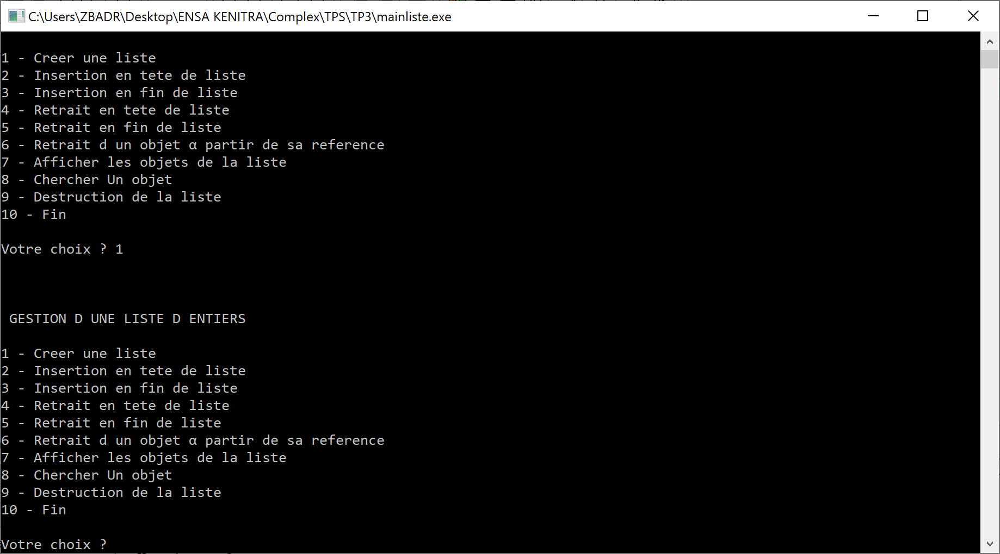 C:\Users\ZBADR\Desktop\ENSA KENITRA\Complex\TPS\TP3\mainliste.exe
1 - Creer une liste
2 - Insertion en tete de liste
3 - Insertion en fin de liste
4 - Retrait en tete de liste
5 - Retrait en fin de liste
6 - Retrait d un objet α partir de sa reference
7 - Afficher les objets de la liste
8 - Chercher Un objet
9 - Destruction de la liste
10 - Fin
Votre choix ? 1
GESTION D UNE LISTE D ENTIERS
1 - Creer une liste
2 - Insertion en tete de liste
3 - Insertion en fin de liste
4 - Retrait en tete de liste
5 - Retrait en fin de liste
6 - Retrait d un objet α partir de sa reference
7 - Afficher les objets de la liste
8 - Chercher Un objet
9 - Destruction de la liste
10 - Fin
Votre choix ?